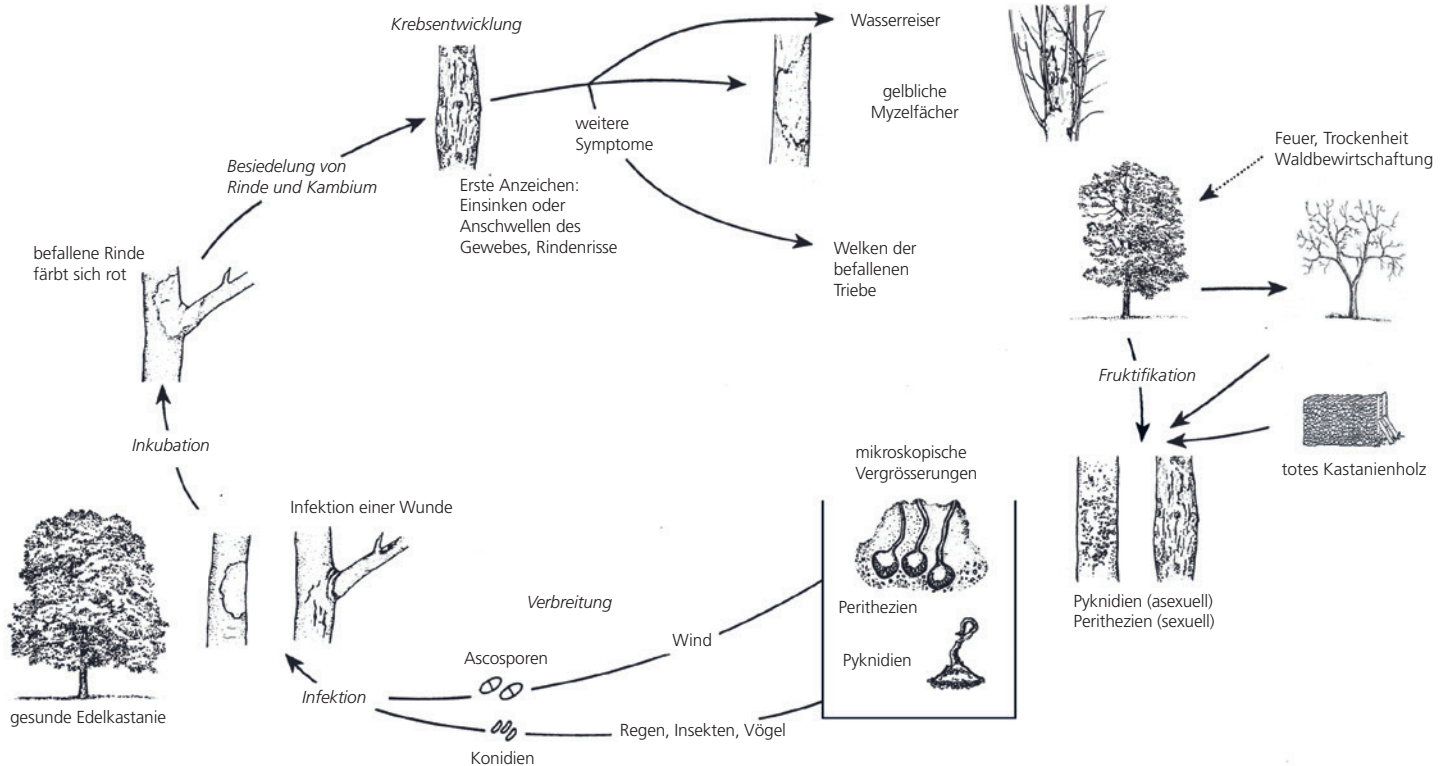 Krebsentwicklung
Wasserreiser
gelbliche
Myzelfächer
weitere
Symptome
Feuer, Trockenheit
Waldbewirtschaftung
Besiedelung von
Rinde und Kambium
Erste Anzeichen:
Einsinken oder
Anschwellen des
Gewebes, Rindenrisse
befallene Rinde
färbt sich rot
Welken der
befallenen
Triebe
Fruktifikation
Inkubation
mikroskopische
Vergrösserungen
totes Kastanienholz
Infektion einer Wunde
Verbreitung
Perithezien
Pyknidien (asexuell)
Perithezien (sexuell)
Wind
Ascosporen
Pyknidien
Infektion
gesunde Edelkastanie
Regen, Insekten, Vögel
Konidien